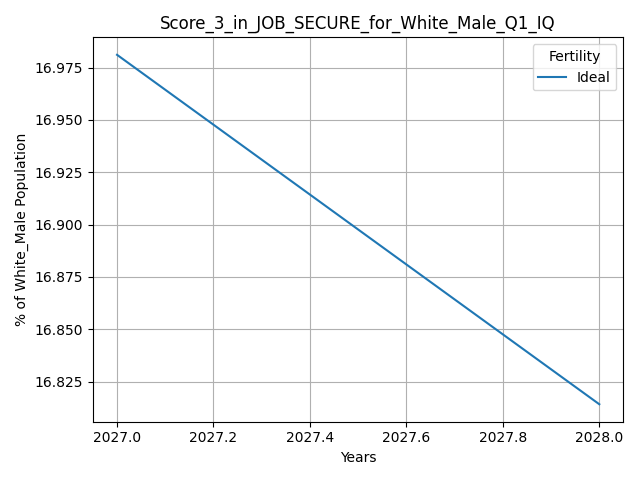 Score_3_in_JOB_SECURE_for_White_Male_Q1_IQ
Fertility
Ideal
% of White_Male Population
16.975
16.950
16.925
16.900
16.875
16.850
16.825
2027.0 2027.2 2027.4 2027.6 2027.8 2028.0
Years